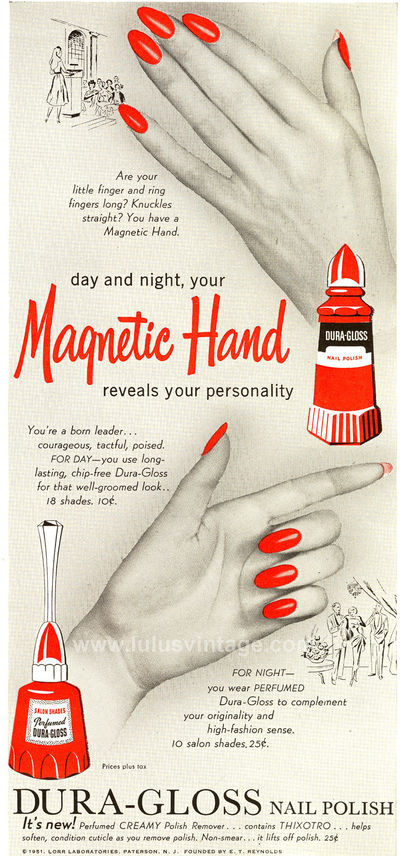 Are your
little finger and ring
fingers long? Knuckles
straight? You have a
Magnetic Hand.
day and night, your
Magnetic Hand
reveals your personality
DURA-GLOSS
NAIL POLISH
You're a born leader...
courageous, tactful, poised.
FOR DAY—you use long-
lasting, chip-free Dura-Gloss
for that well-groomed look..
18 shades. 10¢.
www.lulusvintage.com
SALON SHADES
Perfumed
DURA-GLOSS
FOR NIGHT—
you wear PERFUMED
Dura-Gloss to complement
your originality and
high-fashion sense.
10 salon shades, 25¢.
Prices plus tax
DURA-GLOSS NAIL POLISH
It's new! Perfumed CREAMY Polish Remover... contains THIXOTRO... helps
soften, condition cuticle as you remove polish. Non-smear... it lifts off polish. 25¢
© 1951, LORR LABORATORIES, PATERSON, N. J. FOUNDED BY E. T. REYNOLDS